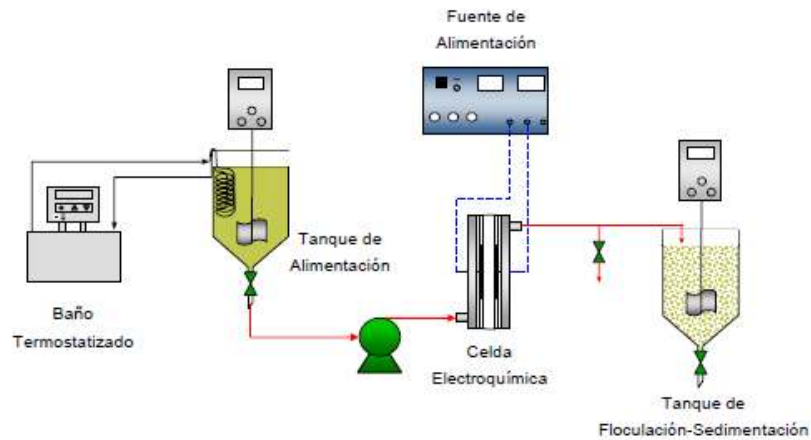 Fuente de
Alimentación
Tanque de
Alimentación
Baño
Termostatizado
Celda
Electroquímica
Tanque de
Floculación-Sedimentación